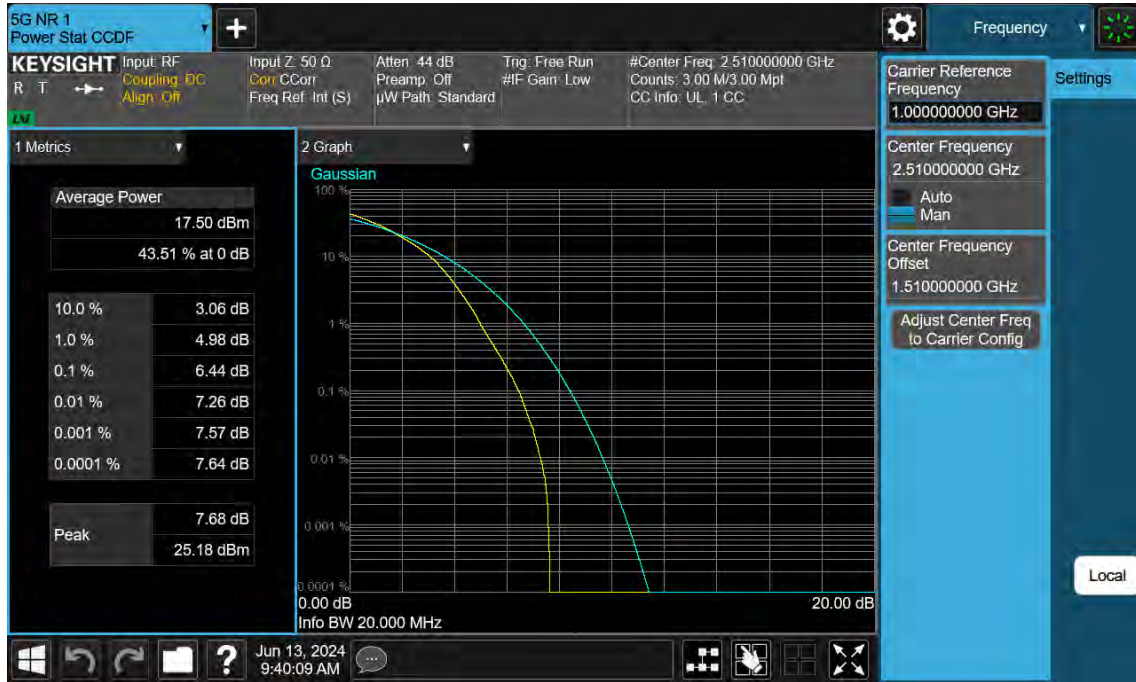 5G NR 1
Power Stat CCDF
+
Frequency
KEYSIGHT
R T
LXI
Input: RF
Coupling: DC
Align: Off
Input Z: 50 Ω
Corr CCorr
Freq Ref: Int (S)
Atten: 44 dB
Preamp: Off
µW Path: Standard
Trig: Free Run
#IF Gain: Low
#Center Freq: 2.510000000 GHz
Counts: 3.00 M/3.00 Mpt
CC Info: UL, 1 CC
1 Metrics
Average Power
17.50 dBm
43.51 % at 0 dB
10.0 % 3.06 dB
1.0 % 4.98 dB
0.1 % 6.44 dB
0.01 % 7.26 dB
0.001 % 7.57 dB
0.0001 % 7.64 dB
Peak
7.68 dB
25.18 dBm
2 Graph
Gaussian
100 %
10 %
1 %
0.1 %
0.01 %
0.001 %
0.0001 %
0.00 dB 20.00 dB
Info BW 20.000 MHz
Carrier Reference
Frequency
1.000000000 GHz
Center Frequency
2.510000000 GHz
Auto
Man
Center Frequency
Offset
1.510000000 GHz
Adjust Center Freq
to Carrier Config
Settings
Local
?
Jun 13, 2024
9:40:09 AM